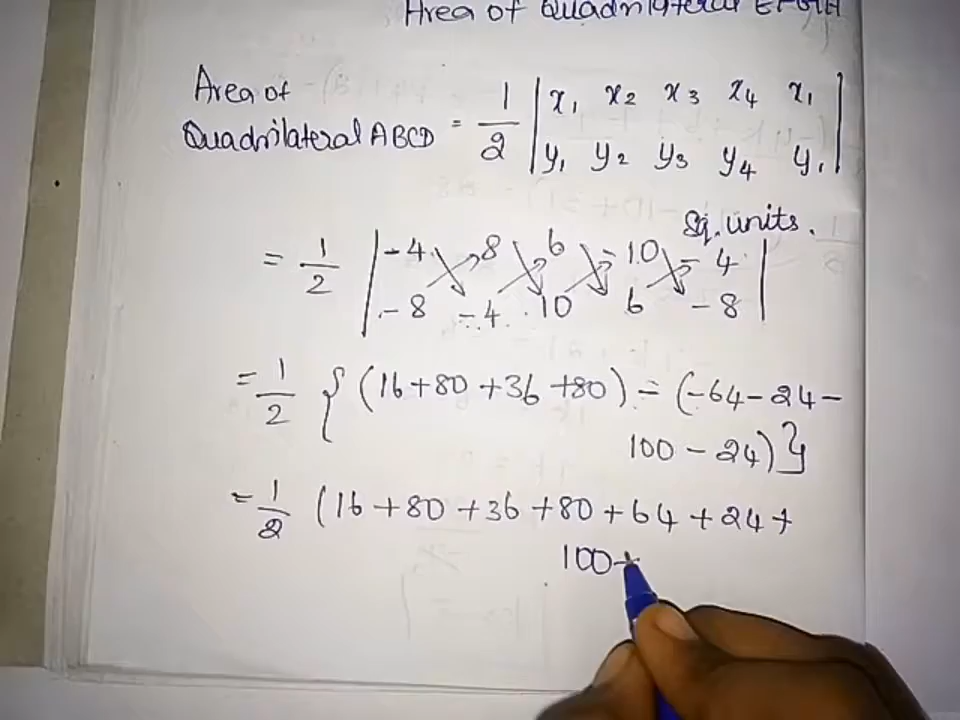 Area of Quadrilateral EFGH
Area of
Quadrilateral ABCD = 1/2 | x₁ x₂ x₃ x₄ x₁ |
y₁ y₂ y₃ y₄ y₁
Sq. units.
= 1/2 | -4 8 6 -10 -4 |
-8 -4 10 6 -8
= 1/2 { (16+80+36+80) - (-64-24-
100-24)}
= 1/2 (16+80+36+80+64+24+
100+